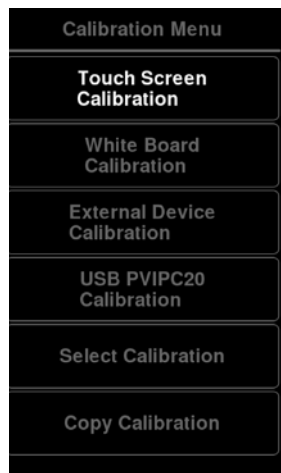 Calibration Menu
Touch Screen
Calibration
White Board
Calibration
External Device
Calibration
USB PVIPC20
Calibration
Select Calibration
Copy Calibration